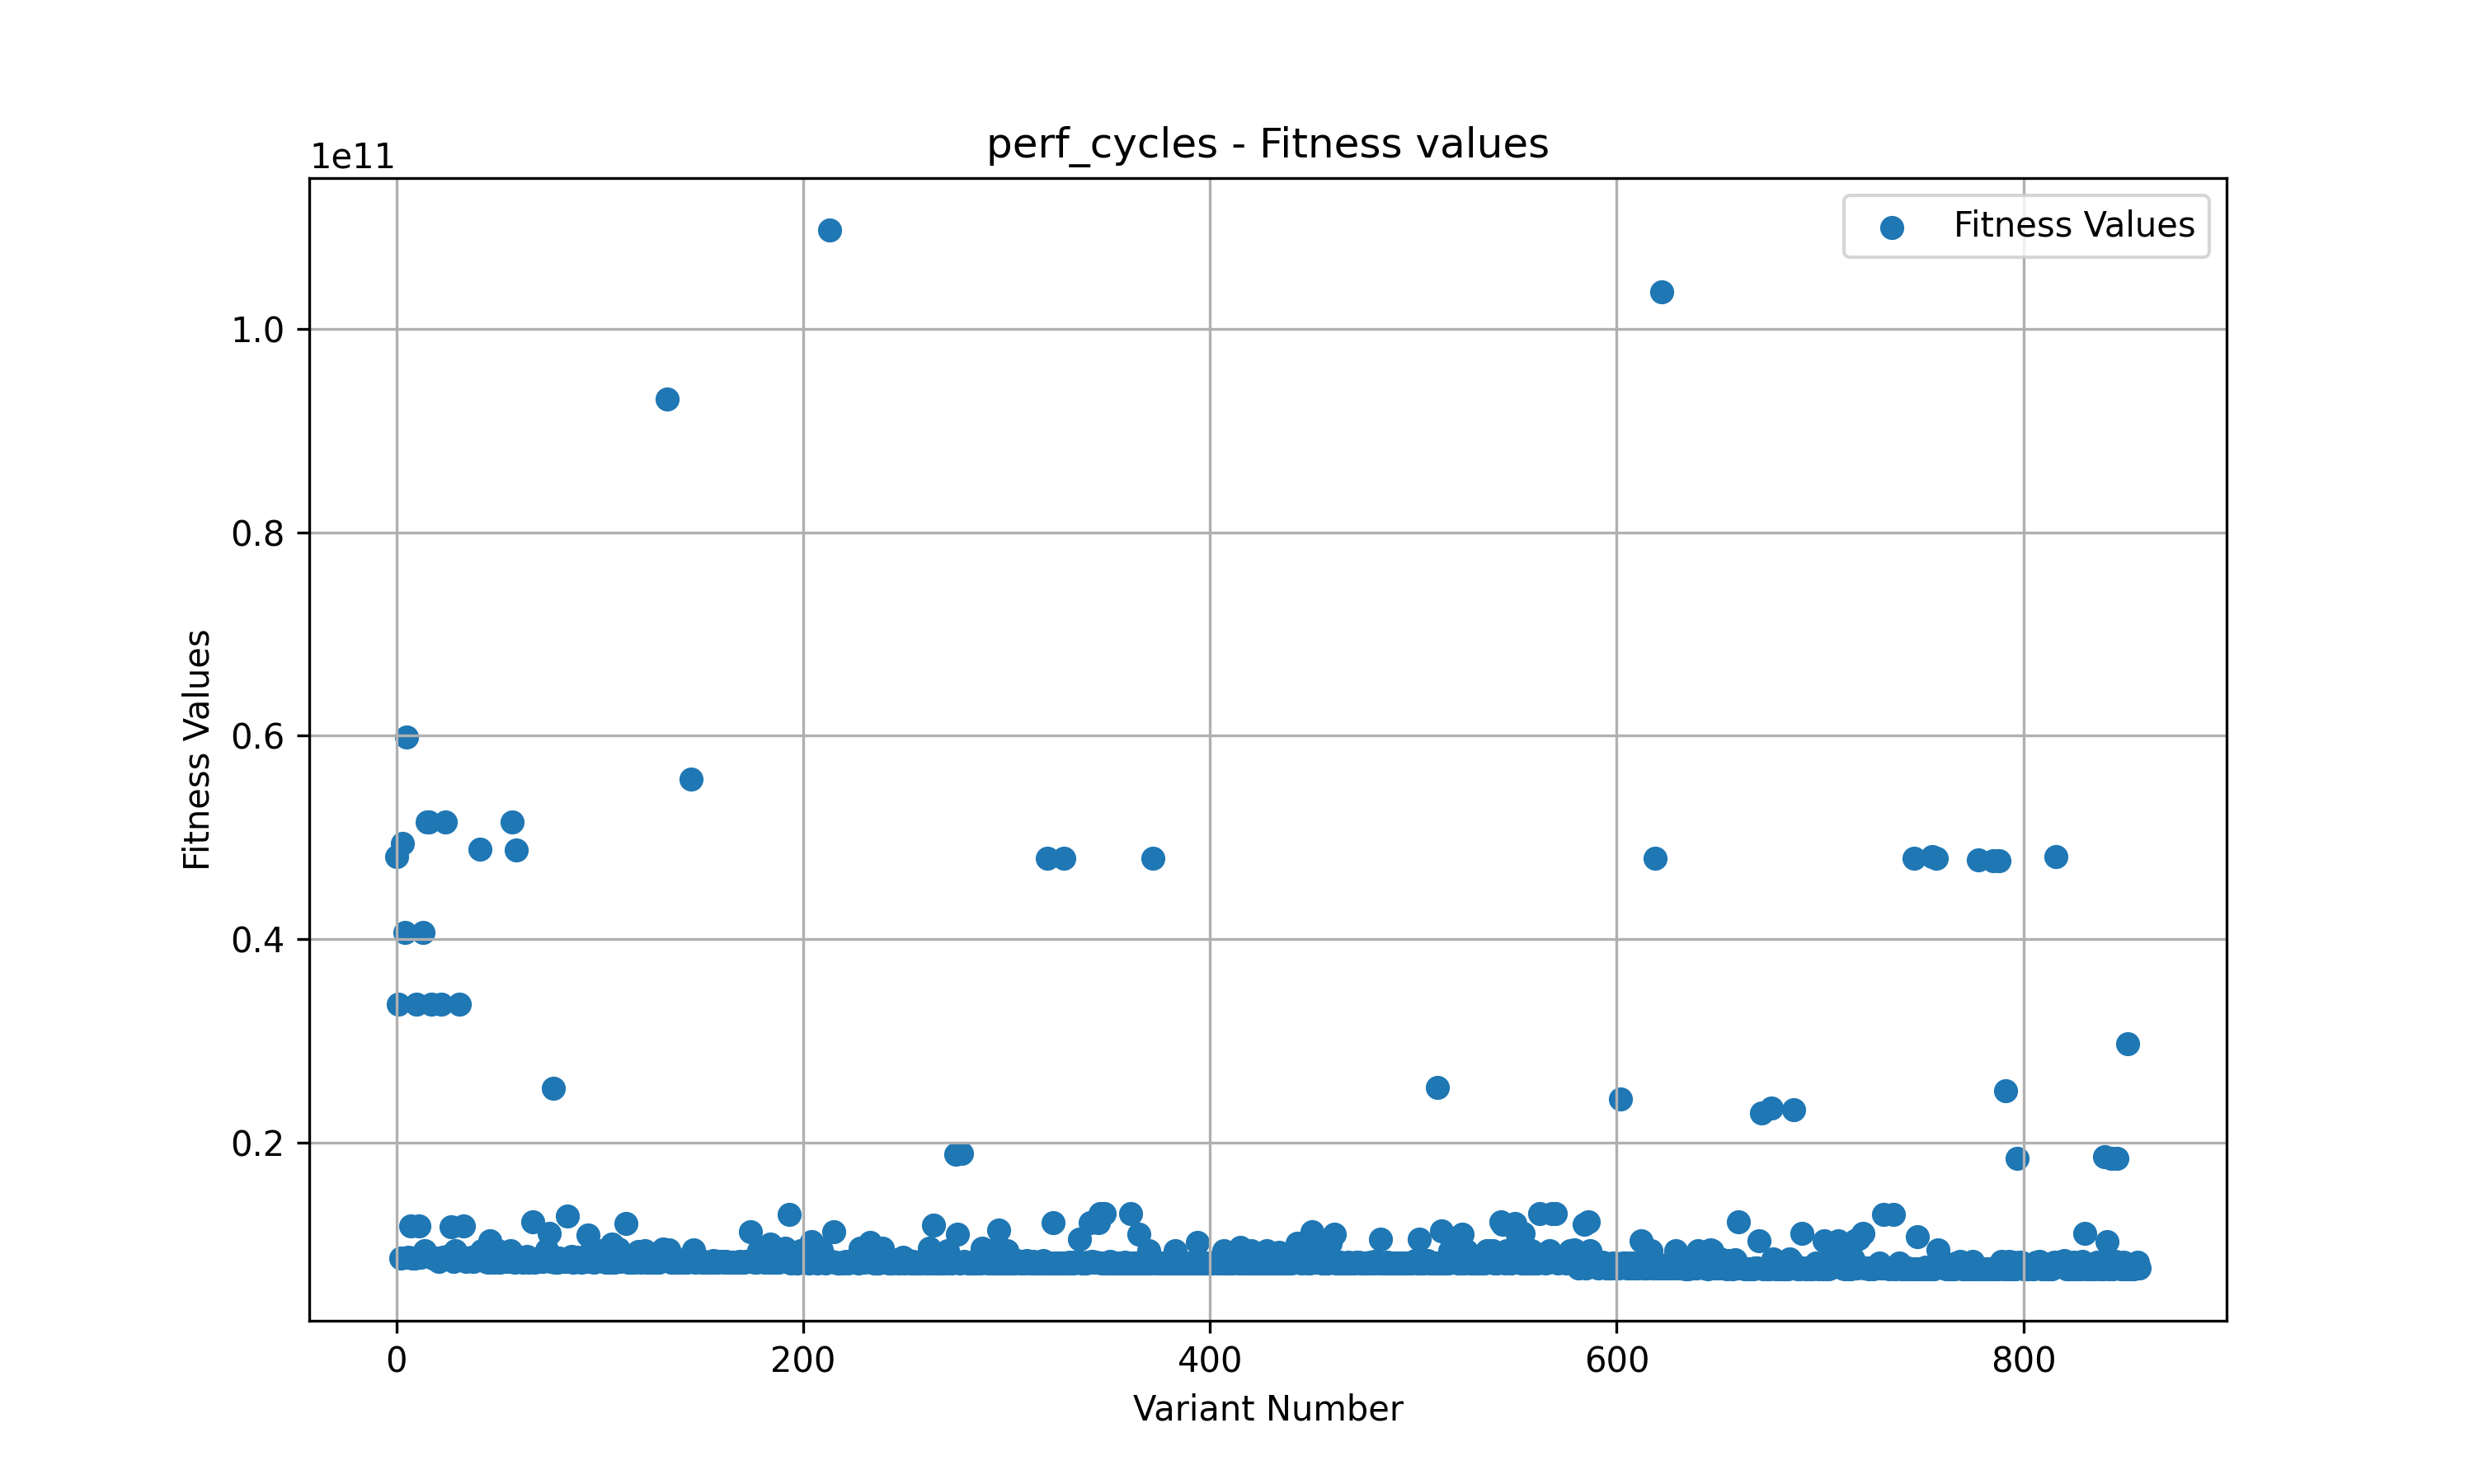 perf_cycles - Fitness values
1e11
Fitness Values
1.0
0.8
0.6
0.4
0.2
Fitness Values
0 200 400 600 800
Variant Number